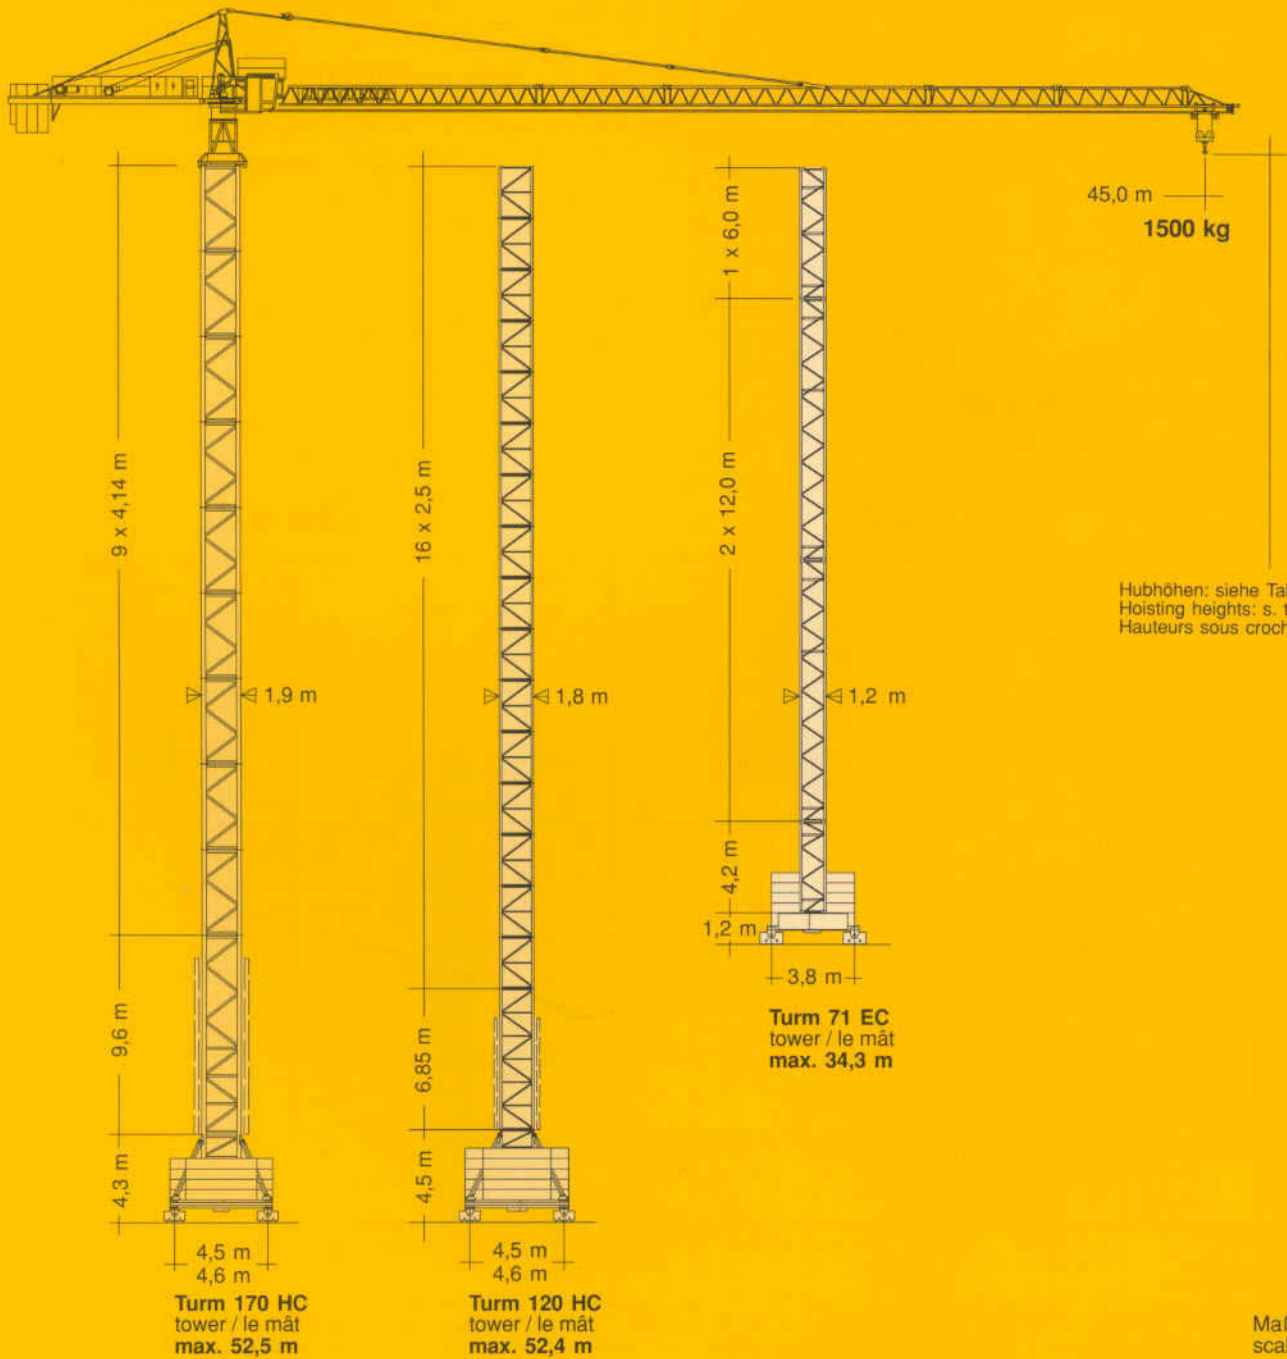 45,0 m
1500 kg
1 x 6,0 m
9 x 4,14 m
16 x 2,5 m
2 x 12,0 m
Hubhöhen: siehe
Hoisting heights: s.
Hauteurs sous
1,9 m
1,8 m
1,2 m
4,2 m
1,2 m
3,8 m
Turm 71 EC
tower / le mât
max. 34,3 m
9,6 m
6,85 m
4,3 m
4,5 m
4,5 m
4,6 m
4,5 m
4,6 m
Turm 170 HC
tower / le mât
max. 52,5 m
Turm 120 HC
tower / le mât
max. 52,4 m